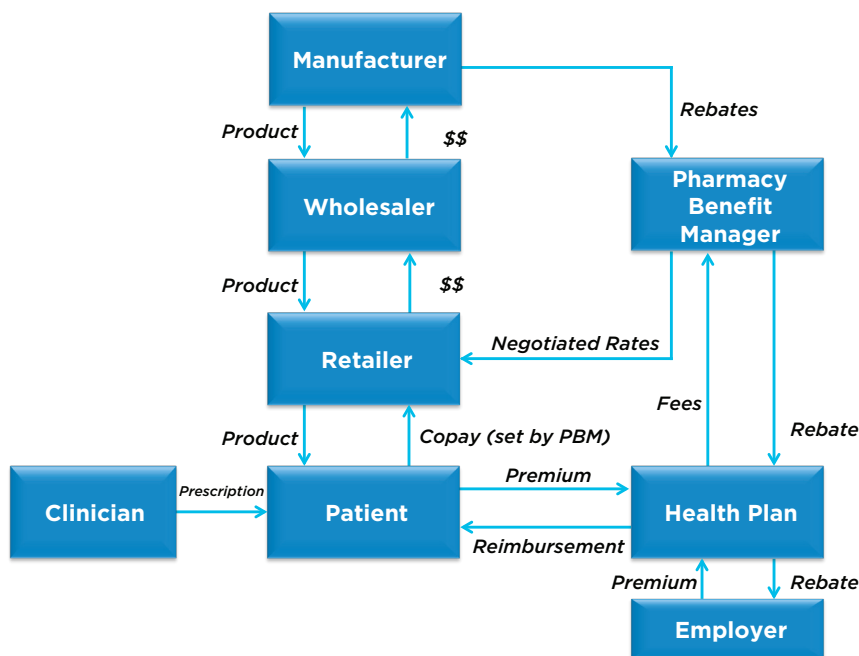 Manufacturer
Product
$$
Rebates
Wholesaler
Pharmacy
Benefit
Manager
Product
$$
Retailer
Negotiated Rates
Product
Copay (set by PBM)
Fees
Rebate
Clinician
Prescription
Patient
Premium
Reimbursement
Health Plan
Premium
Rebate
Employer